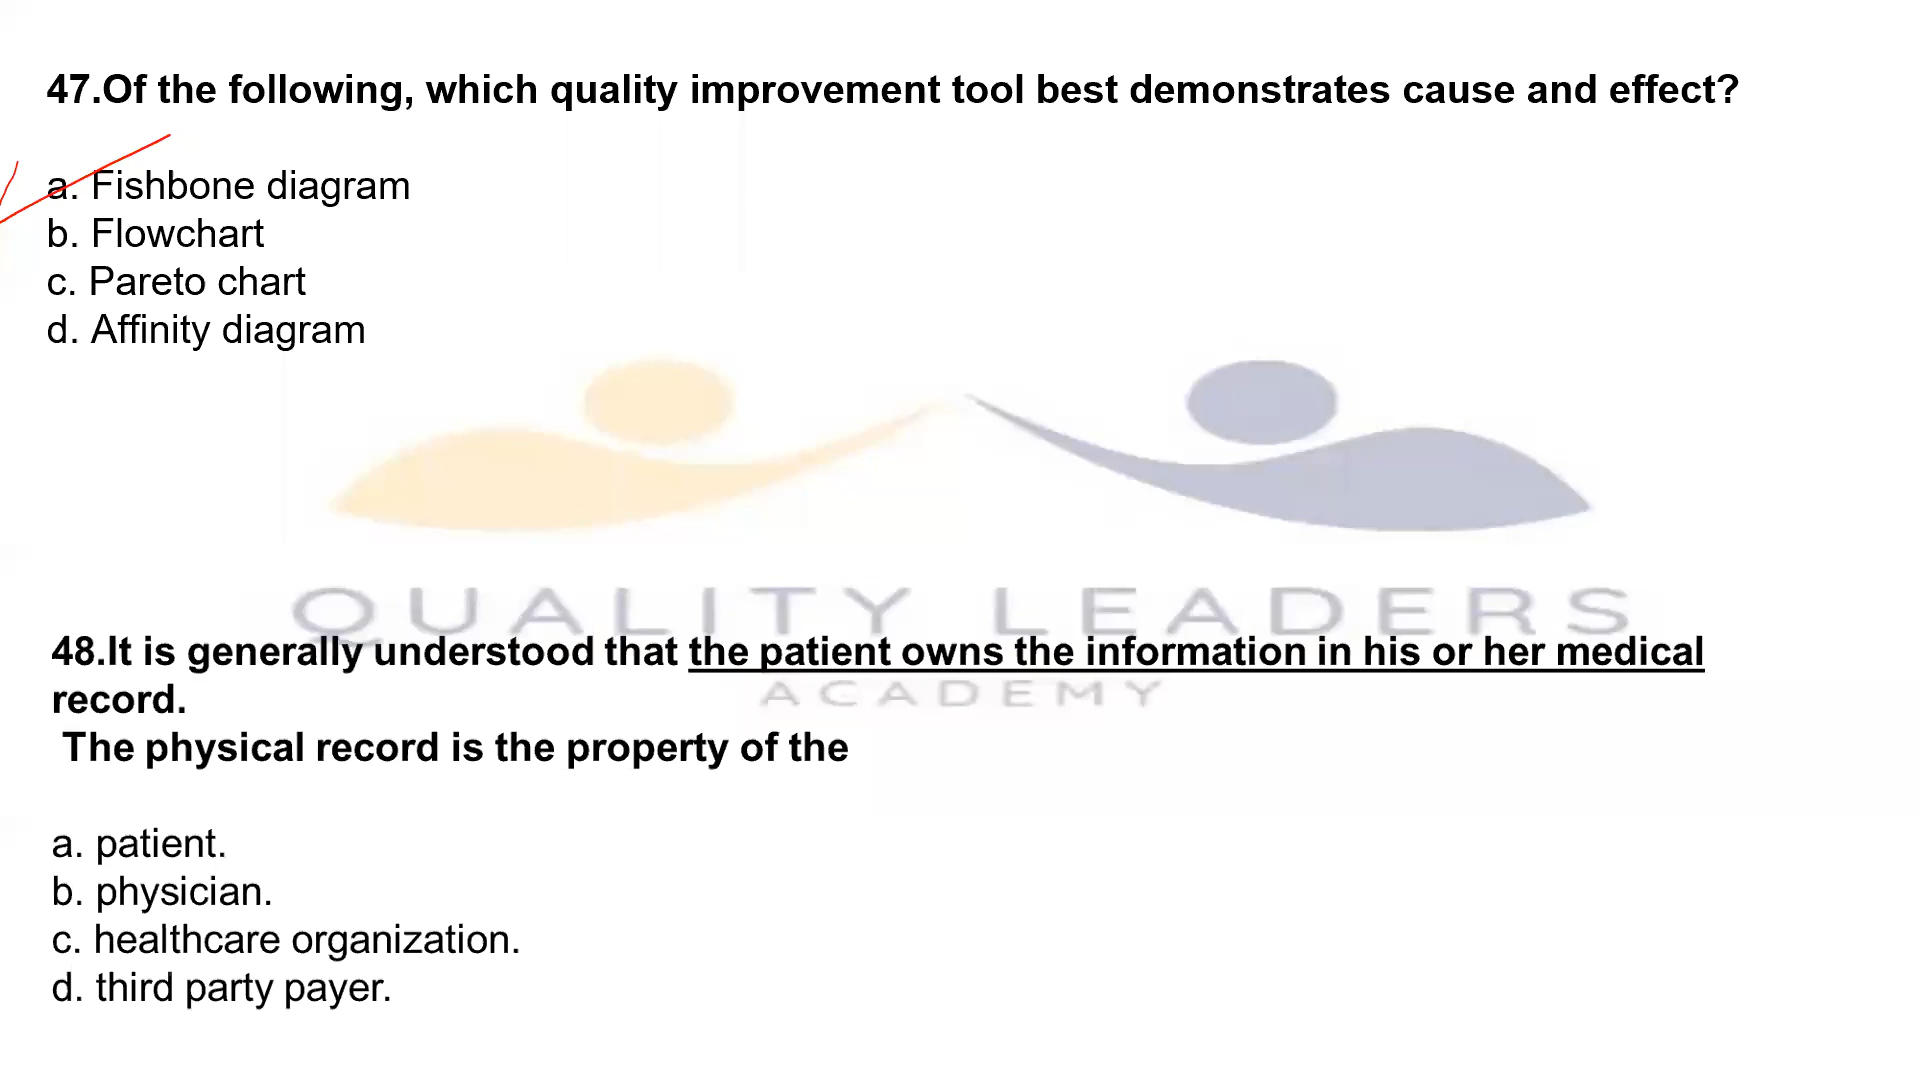 47.Of the following, which quality improvement tool best demonstrates cause and effect?
a. Fishbone diagram
b. Flowchart
c. Pareto chart
d. Affinity diagram
QUALITY LEADERS
48.It is generally understood that the patient owns the information in his or her medical
record.
ACADEMY
The physical record is the property of the
a. patient.
b. physician.
c. healthcare organization.
d. third party payer.